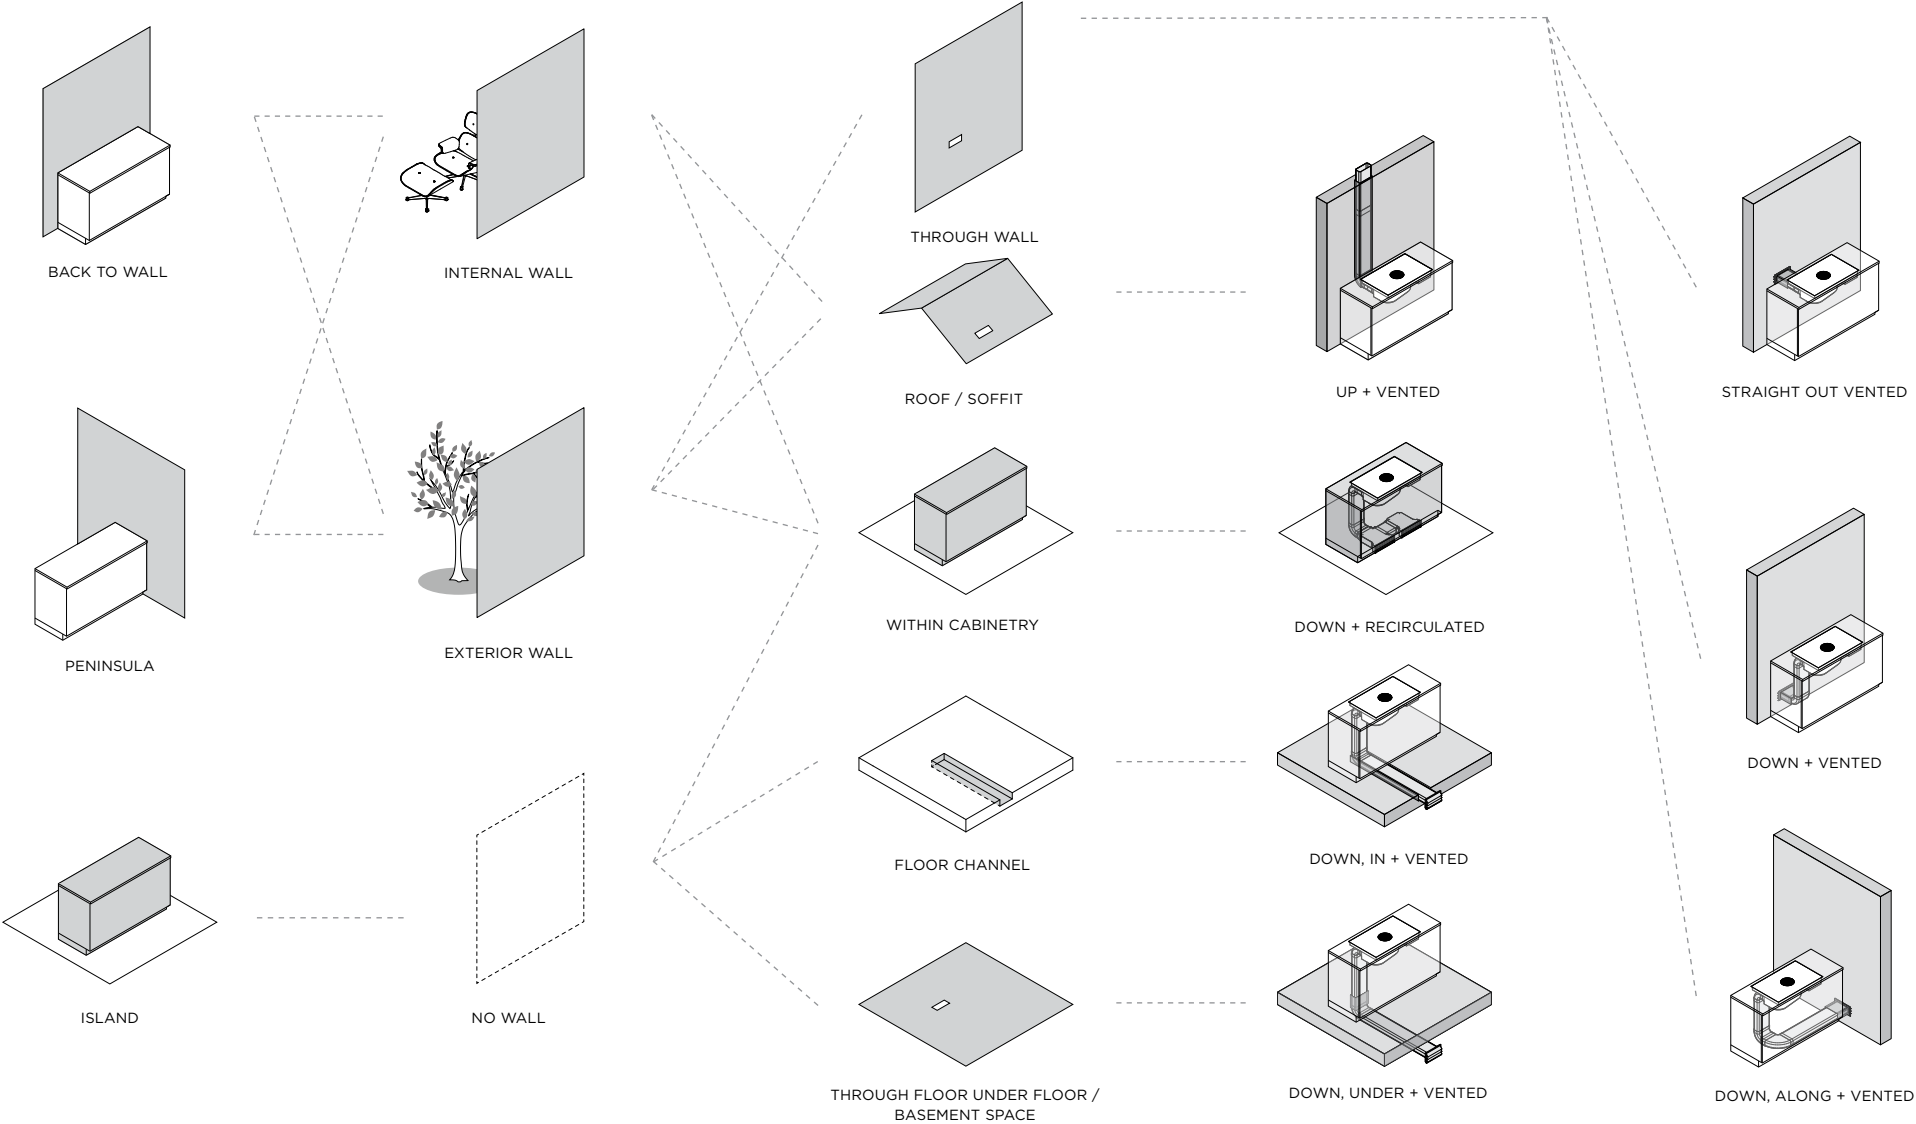 BACK TO WALL
INTERNAL WALL
THROUGH WALL
ROOF / SOFFIT
UP + VENTED
STRAIGHT OUT VENTED
PENINSULA
EXTERIOR WALL
WITHIN CABINETRY
DOWN + RECIRCULATED
DOWN + VENTED
FLOOR CHANNEL
DOWN, IN + VENTED
ISLAND
NO WALL
THROUGH FLOOR UNDER FLOOR /
BASEMENT SPACE
DOWN, UNDER + VENTED
DOWN, ALONG + VENTED